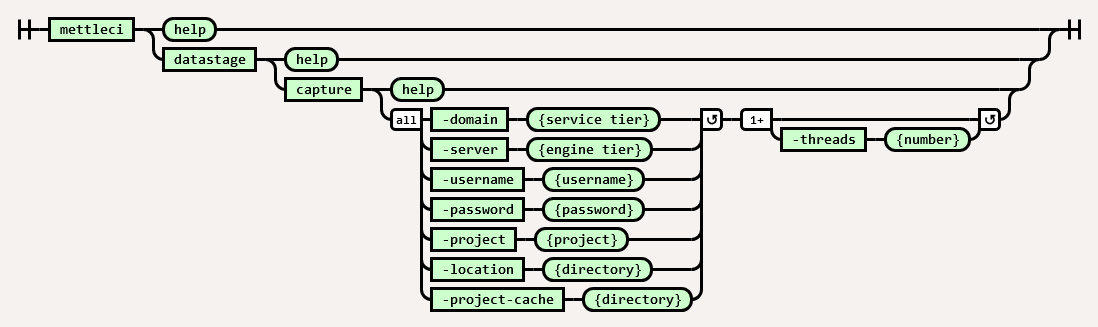 mettleci help
datastage help
capture help
all -domain {service tier} ↺ 1+ ↺
-threads {number}
-server {engine tier}
-username {username}
-password {password}
-project {project}
-location {directory}
-project-cache {directory}